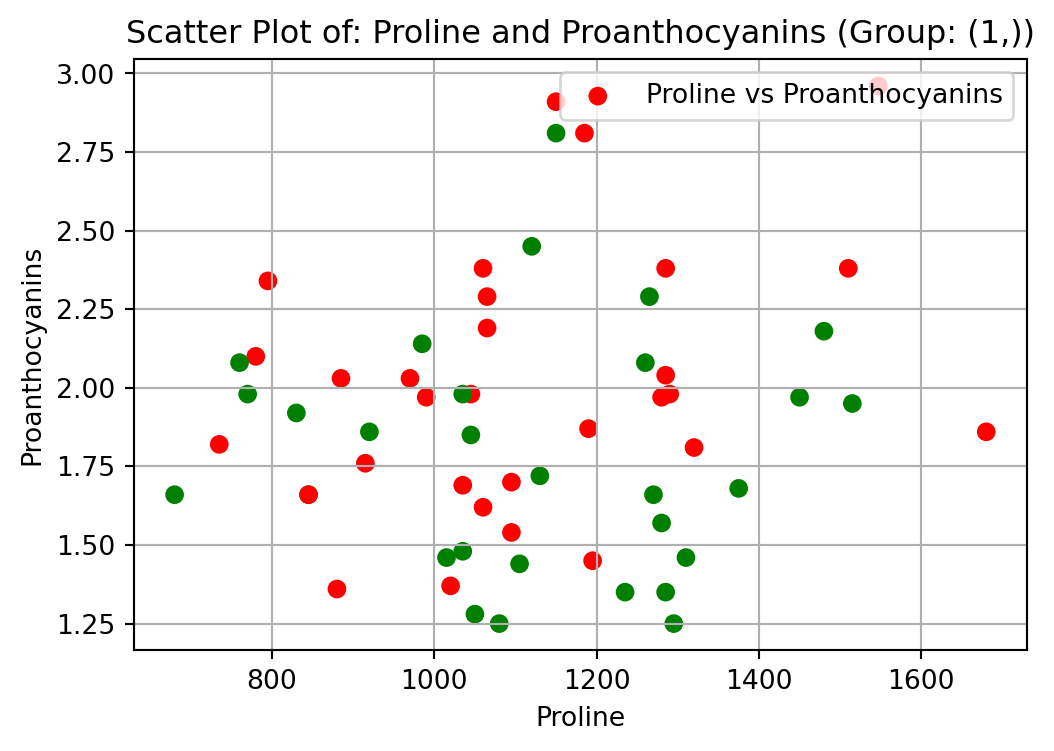 Scatter Plot of: Proline and Proanthocyanins (Group: (1,))
Proline vs Proanthocyanins
Proanthocyanins
3.00
2.75
2.50
2.25
2.00
1.75
1.50
1.25
800 1000 1200 1400 1600
Proline